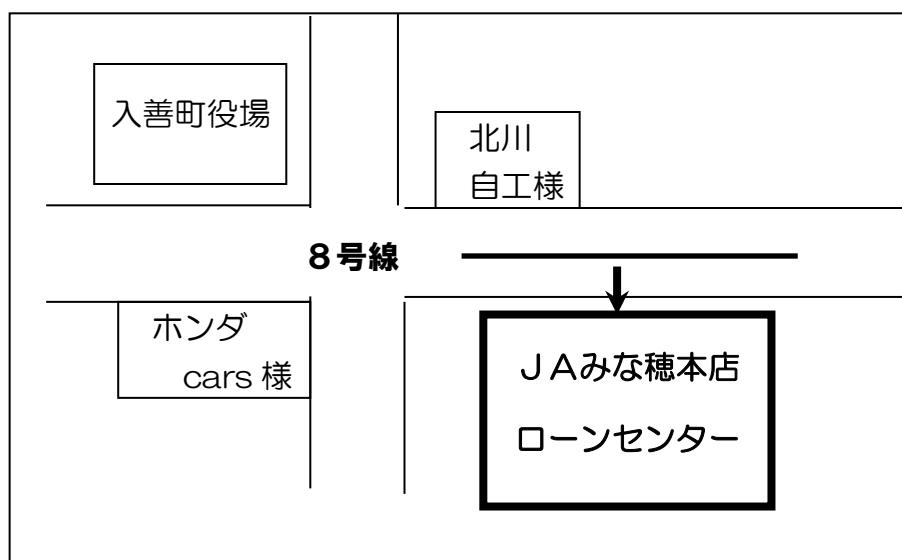 入善町役場
北川
自工様
８号線
ホンダ
cars 様
ＪＡみな穂本店
ローンセンター